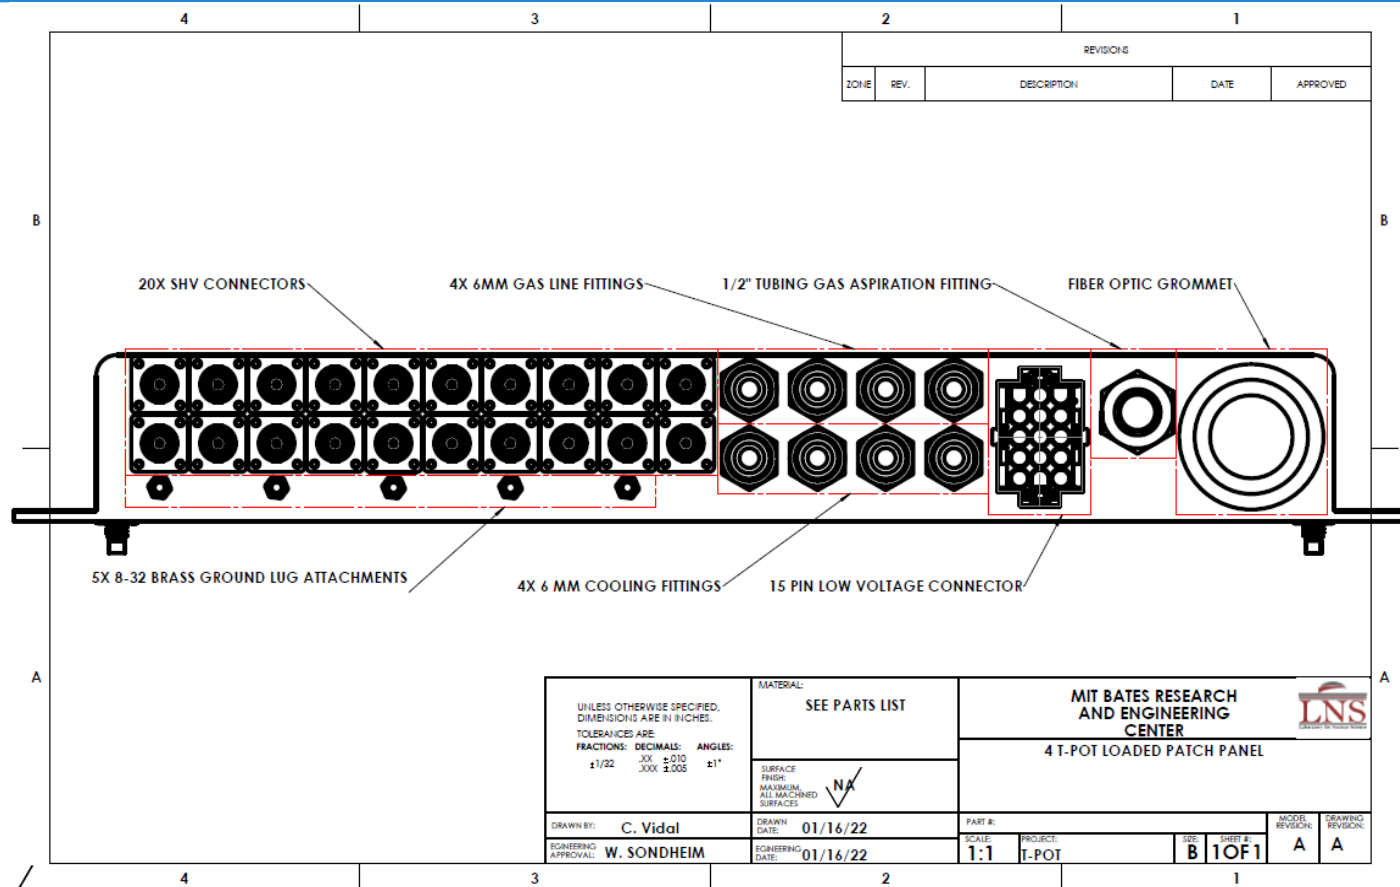 4 3 2 1
REVISIONS
ZONE REV. DESCRIPTION DATE APPROVED
B B
20X SHV CONNECTORS
4X 6MM GAS LINE FITTINGS
1/2" TUBING GAS ASPIRATION FITTING
FIBER OPTIC GROMMET
5X 8-32 BRASS GROUND LUG ATTACHMENTS
4X 6 MM COOLING FITTINGS
15 PIN LOW VOLTAGE CONNECTOR
A A
UNLESS OTHERWISE SPECIFIED,
DIMENSIONS ARE IN INCHES.
TOLERANCES ARE:
FRACTIONS: DECIMALS: ANGLES:
±1/32 .XX ±.010 ±1°
.XXX ±.005
MATERIAL:
SEE PARTS LIST
SURFACE
FINISH:
MAXIMUM,
ALL MACHINED
SURFACES
NA
MIT BATES RESEARCH
AND ENGINEERING
CENTER
LNS
Laboratory for Nuclear Science
4 T-POT LOADED PATCH PANEL
DRAWN BY: C. Vidal
DRAWN
DATE: 01/16/22
EGINEERING
APPROVAL: W. SONDHEIM
EGINEERING
DATE: 01/16/22
PART #:
SCALE:
1:1
PROJECT:
T-POT
SIZE:
B
SHEET #:
1OF1
MODEL
REVISION:
A
DRAWING
REVISION:
A
4 3 2 1